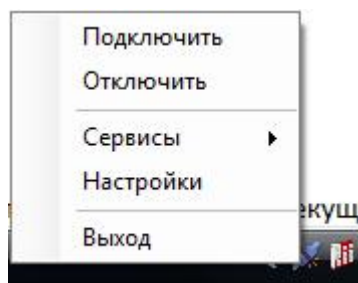 Подключить
Отключить
Сервисы
Настройки
Выход